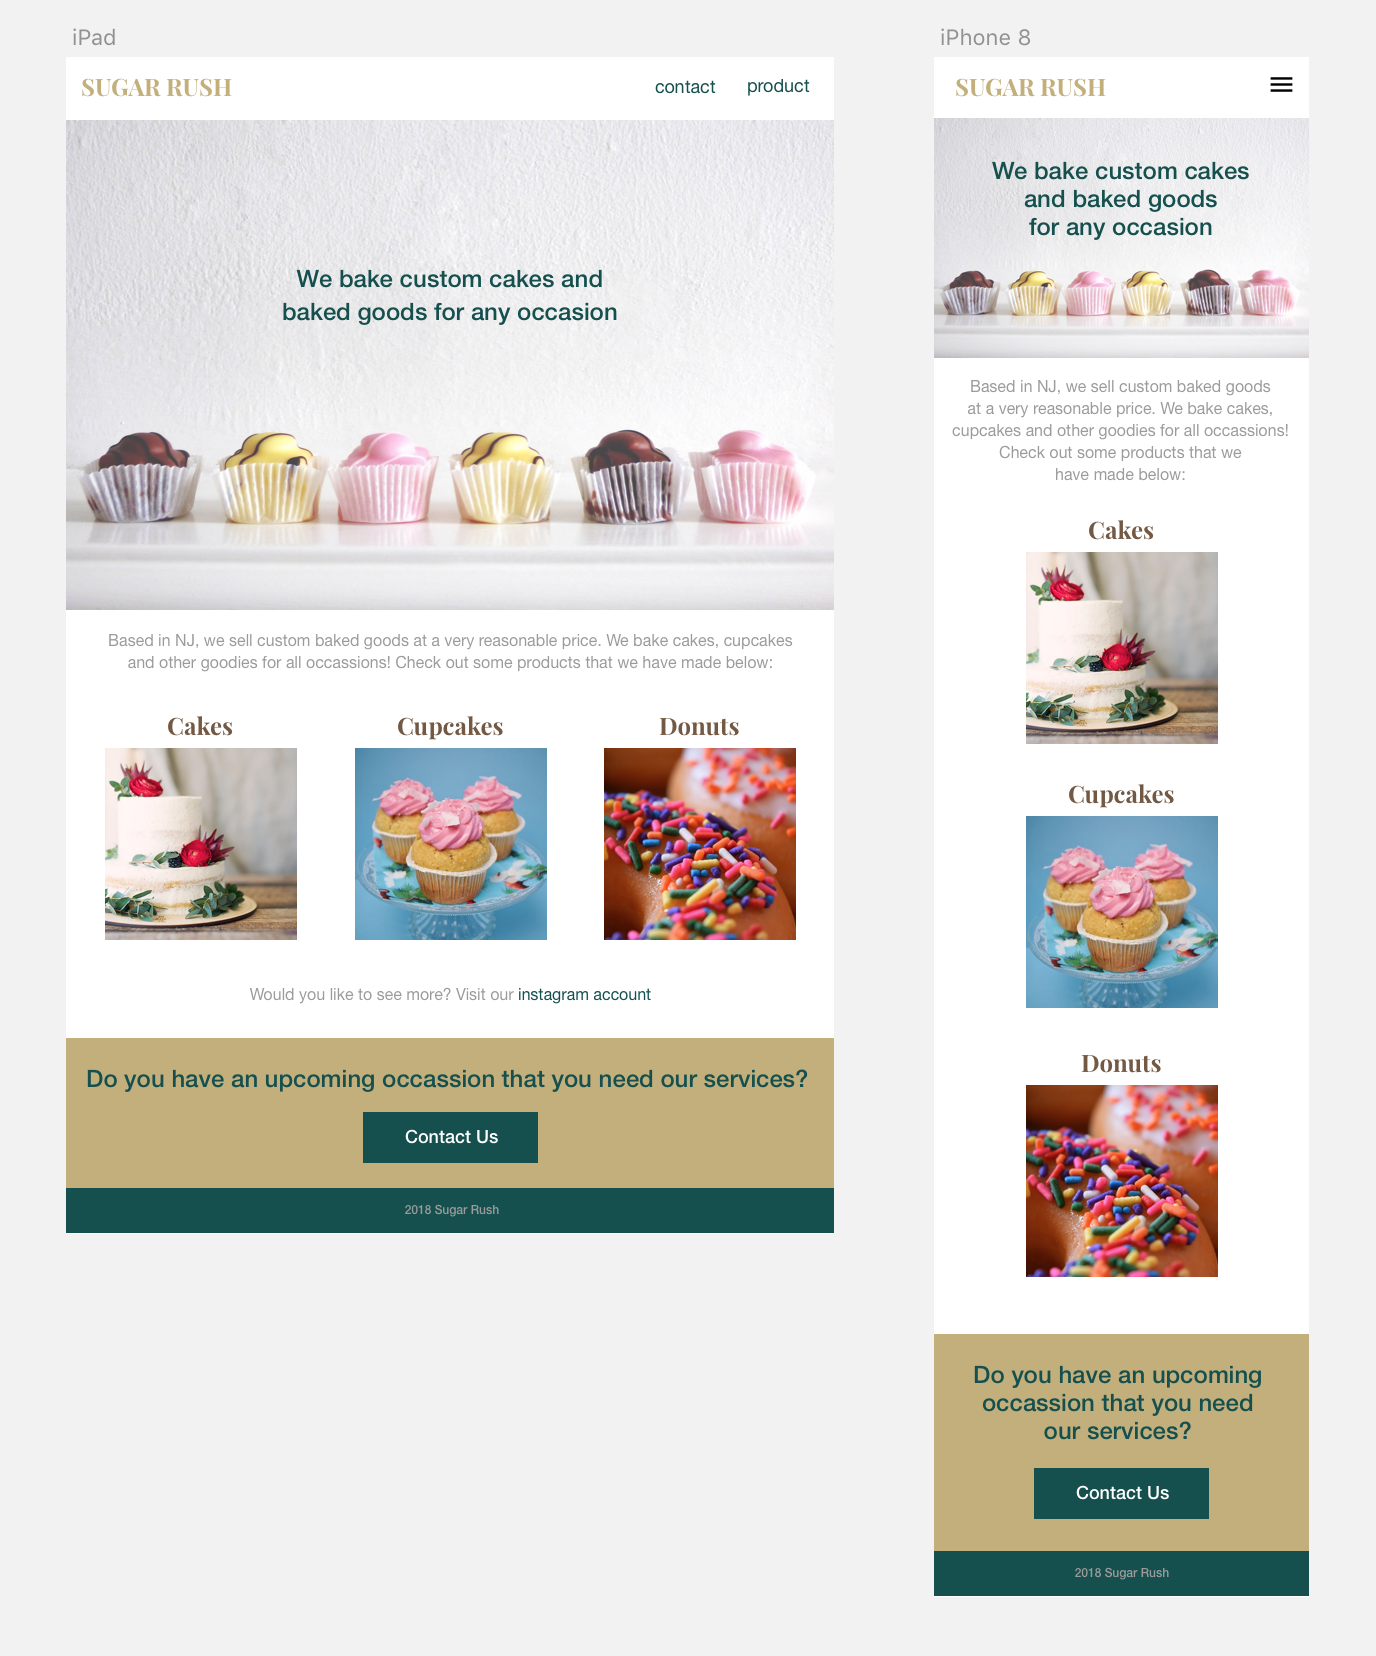 iPad
SUGAR RUSH
contact
product
We bake custom cakes and
baked goods for any occasion
Based in NJ, we sell custom baked goods at a very reasonable price. We bake cakes, cupcakes
and other goodies for all occassions! Check out some products that we have made below:
Cakes
Cupcakes
Donuts
Would you like to see more? Visit our instagram account
Do you have an upcoming occassion that you need our services?
Contact Us
2018 Sugar Rush
iPhone 8
SUGAR RUSH
We bake custom cakes
and baked goods
for any occasion
Based in NJ, we sell custom baked goods
at a very reasonable price. We bake cakes,
cupcakes and other goodies for all occassions!
Check out some products that we
have made below:
Cakes
Cupcakes
Donuts
Do you have an upcoming
occassion that you need
our services?
Contact Us
2018 Sugar Rush